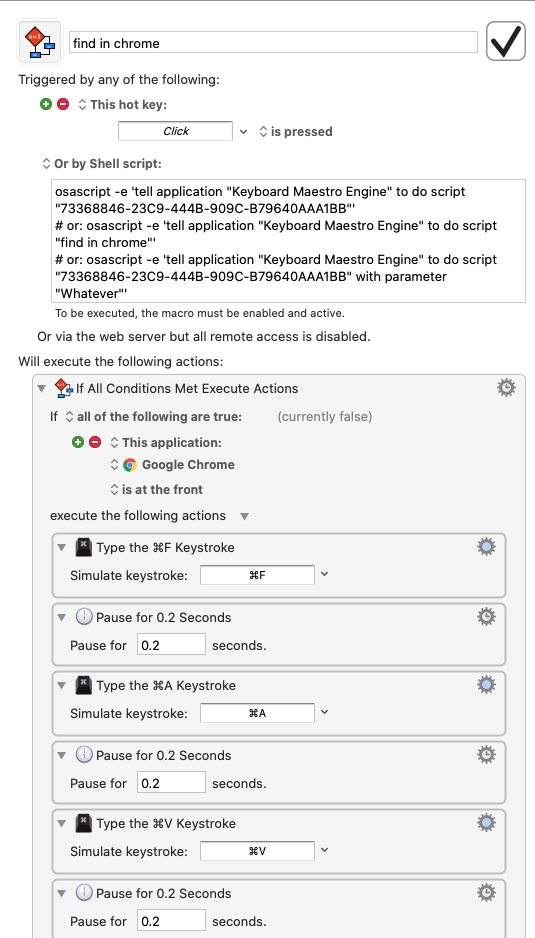 find in chrome
Triggered by any of the following:
This hot key:
Click
is pressed
Or by Shell script:
osascript -e 'tell application "Keyboard Maestro Engine" to do script
"73368846-23C9-444B-909C-B79640AAA1BB"'
# or: osascript -e 'tell application "Keyboard Maestro Engine" to do script
"find in chrome"'
# or: osascript -e 'tell application "Keyboard Maestro Engine" to do script
"73368846-23C9-444B-909C-B79640AAA1BB" with parameter
"Whatever"'
To be executed, the macro must be enabled and active.
Or via the web server but all remote access is disabled.
Will execute the following actions:
If All Conditions Met Execute Actions
If all of the following are true: (currently false)
This application:
Google Chrome
is at the front
execute the following actions
Type the ⌘F Keystroke
Simulate keystroke: ⌘F
Pause for 0.2 Seconds
Pause for 0.2 seconds.
Type the ⌘A Keystroke
Simulate keystroke: ⌘A
Pause for 0.2 Seconds
Pause for 0.2 seconds.
Type the ⌘V Keystroke
Simulate keystroke: ⌘V
Pause for 0.2 Seconds
Pause for 0.2 seconds.